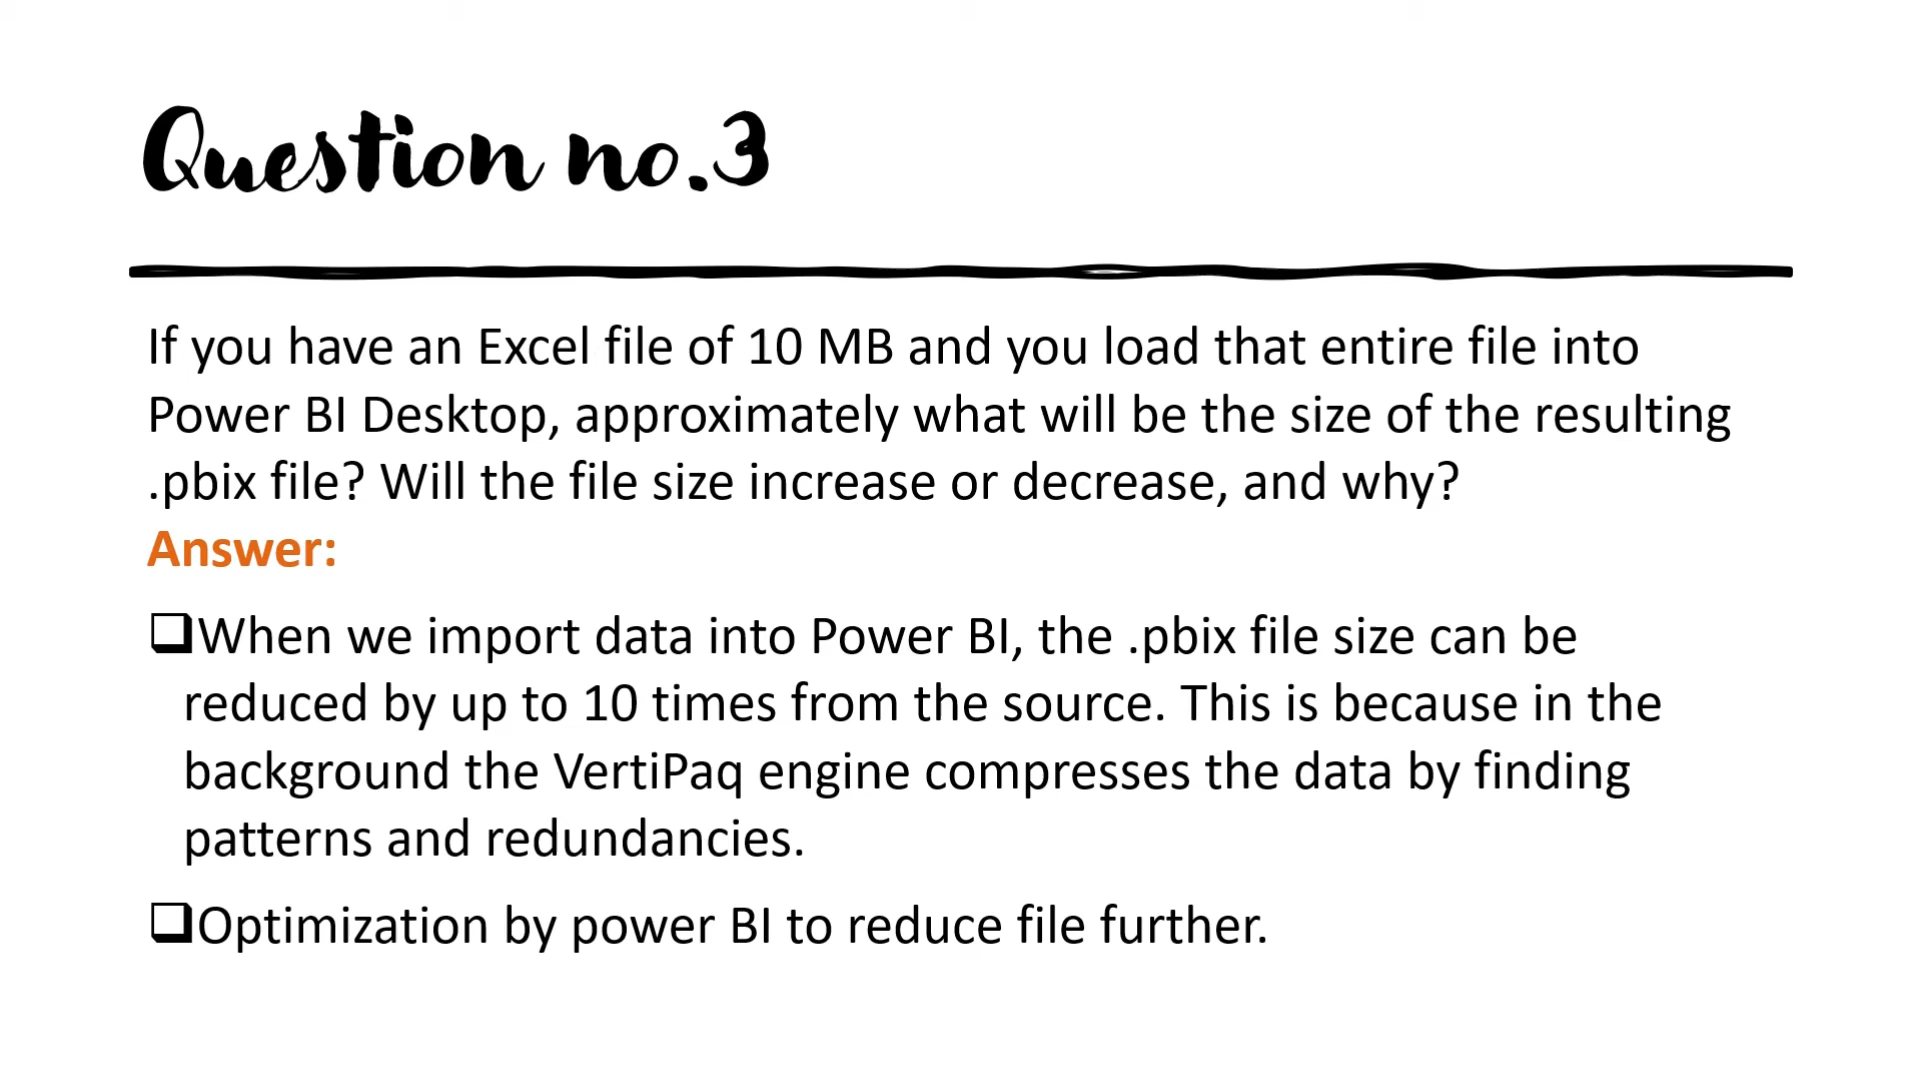 Question no.3
If you have an Excel file of 10 MB and you load that entire file into
Power BI Desktop, approximately what will be the size of the resulting
.pbix file? Will the file size increase or decrease, and why?
Answer:
❑When we import data into Power BI, the .pbix file size can be
reduced by up to 10 times from the source. This is because in the
background the VertiPaq engine compresses the data by finding
patterns and redundancies.
❑Optimization by power BI to reduce file further.